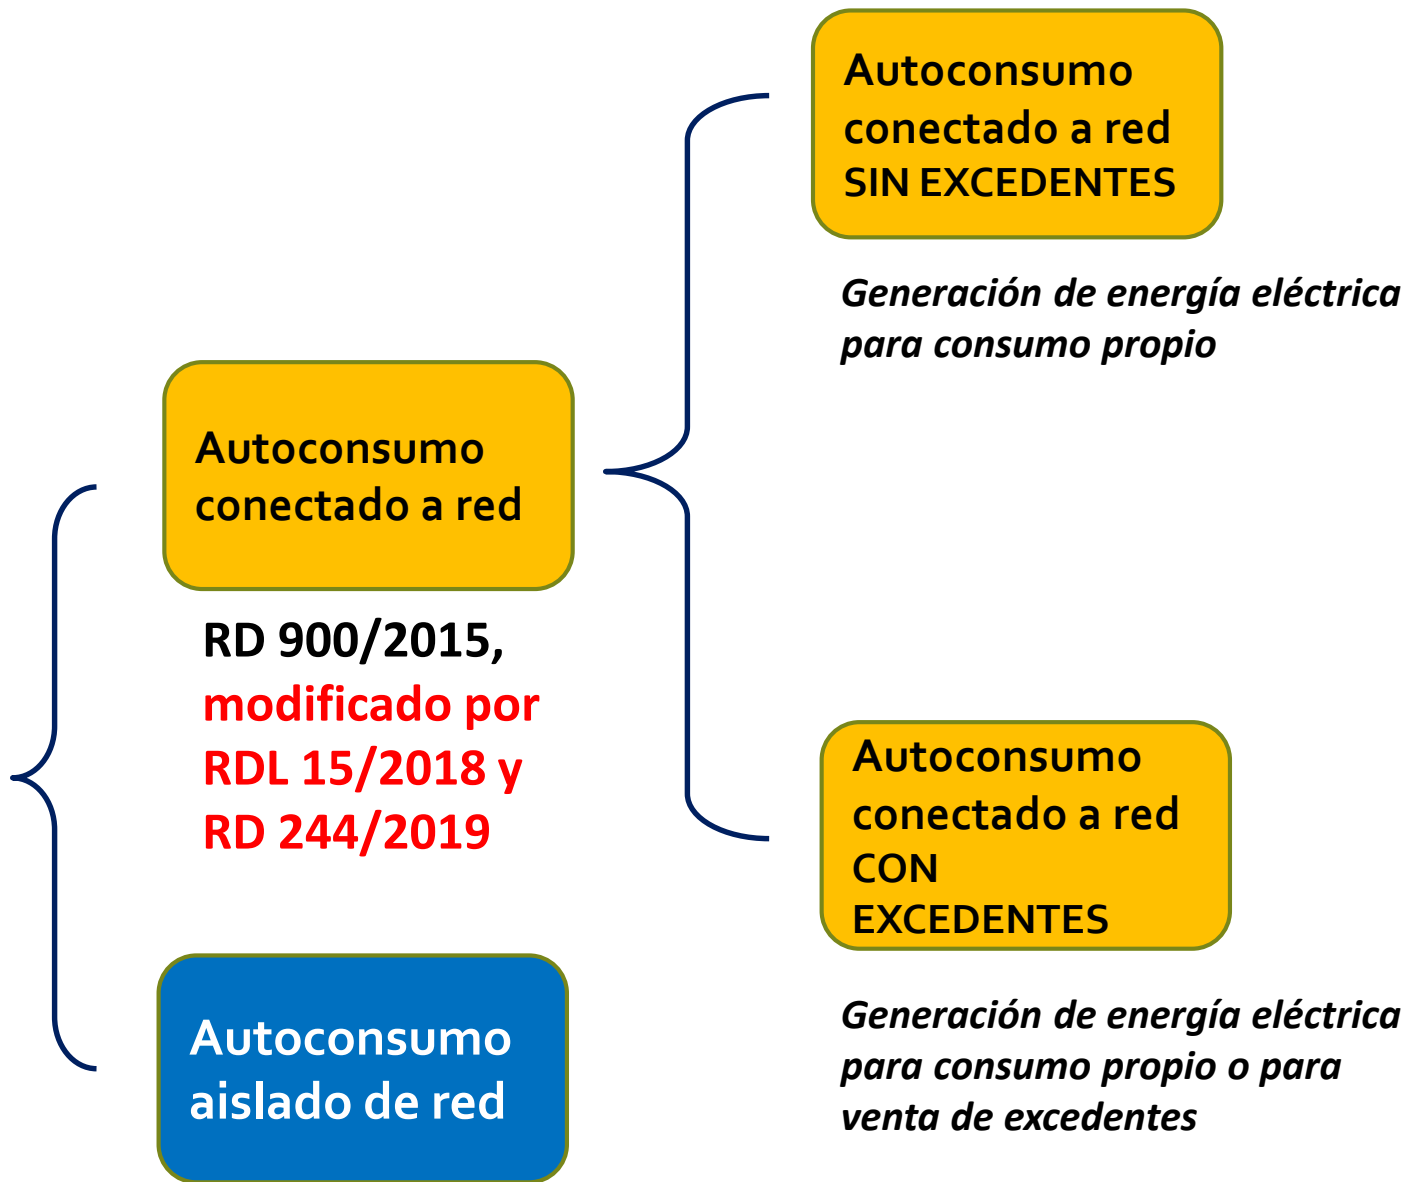 Autoconsumo
conectado a red
SIN EXCEDENTES
Generación de energía eléctrica
para consumo propio
Autoconsumo
conectado a red
RD 900/2015,
modificado por
RDL 15/2018 y
RD 244/2019
Autoconsumo
conectado a red
CON
EXCEDENTES
Generación de energía eléctrica
para consumo propio o para
venta de excedentes
Autoconsumo
aislado de red